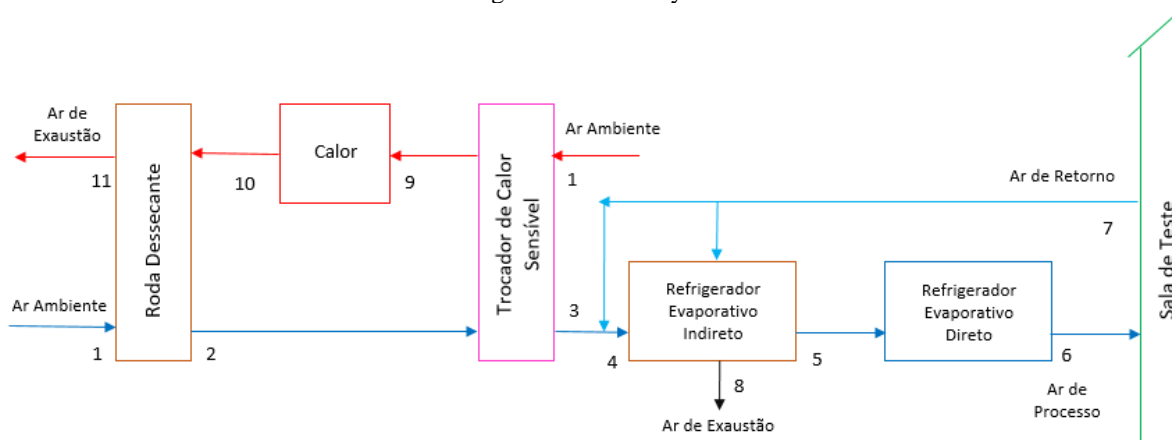 Ar de
Exaustão
11
Roda Dessecante
10
Calor
9
Trocador de Calor
Sensível
Ar Ambiente
1
Ar de Retorno
7
Sala de Teste
Ar Ambiente
1
2
3
4
Refrigerador
Evaporativo
Indireto
5
Refrigerador
Evaporativo
Direto
6
8
Ar de Exaustão
Ar de
Processo